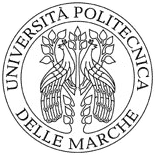 UNIVERSITÀ POLITECNICA
DELLE MARCHE